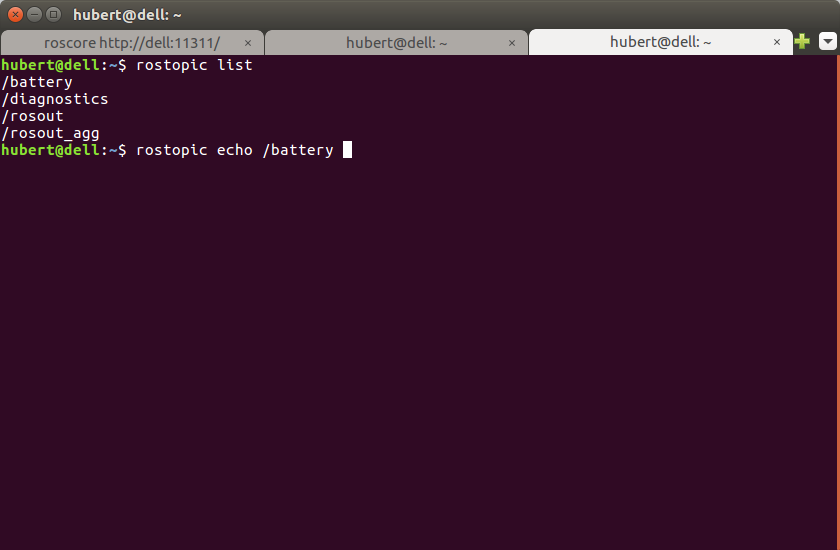 hubert@dell: ~
roscore http://dell:11311/
hubert@dell: ~
hubert@dell: ~
hubert@dell:~$ rostopic list
/battery
/diagnostics
/rosout
/rosout_agg
hubert@dell:~$ rostopic echo /battery